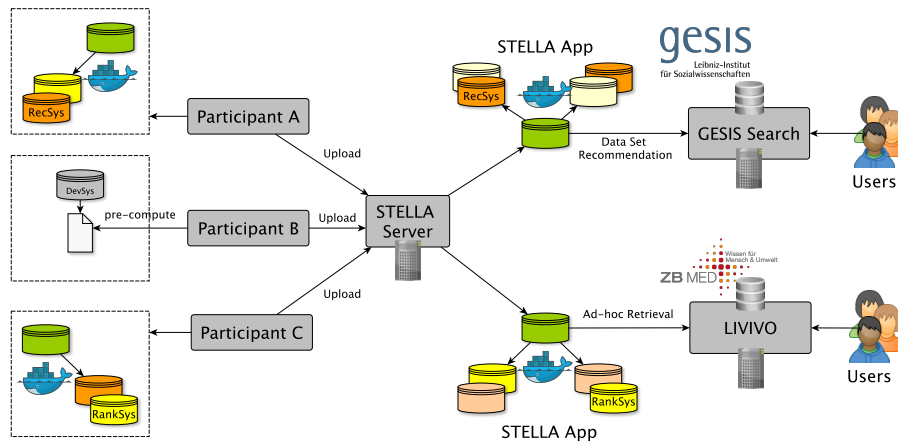 RecSys
Participant A
DevSys
pre-compute
Participant B
Participant C
RankSys
Upload
Upload
Upload
STELLA
Server
STELLA App
RecSys
Data Set
Recommendation
gesis
Leibniz-Institut
für Sozialwissenschaften
GESIS Search
Users
Ad-hoc Retrieval
RankSys
STELLA App
ZB MED
Wissen für
Mensch & Umwelt
LIVIVO
Users